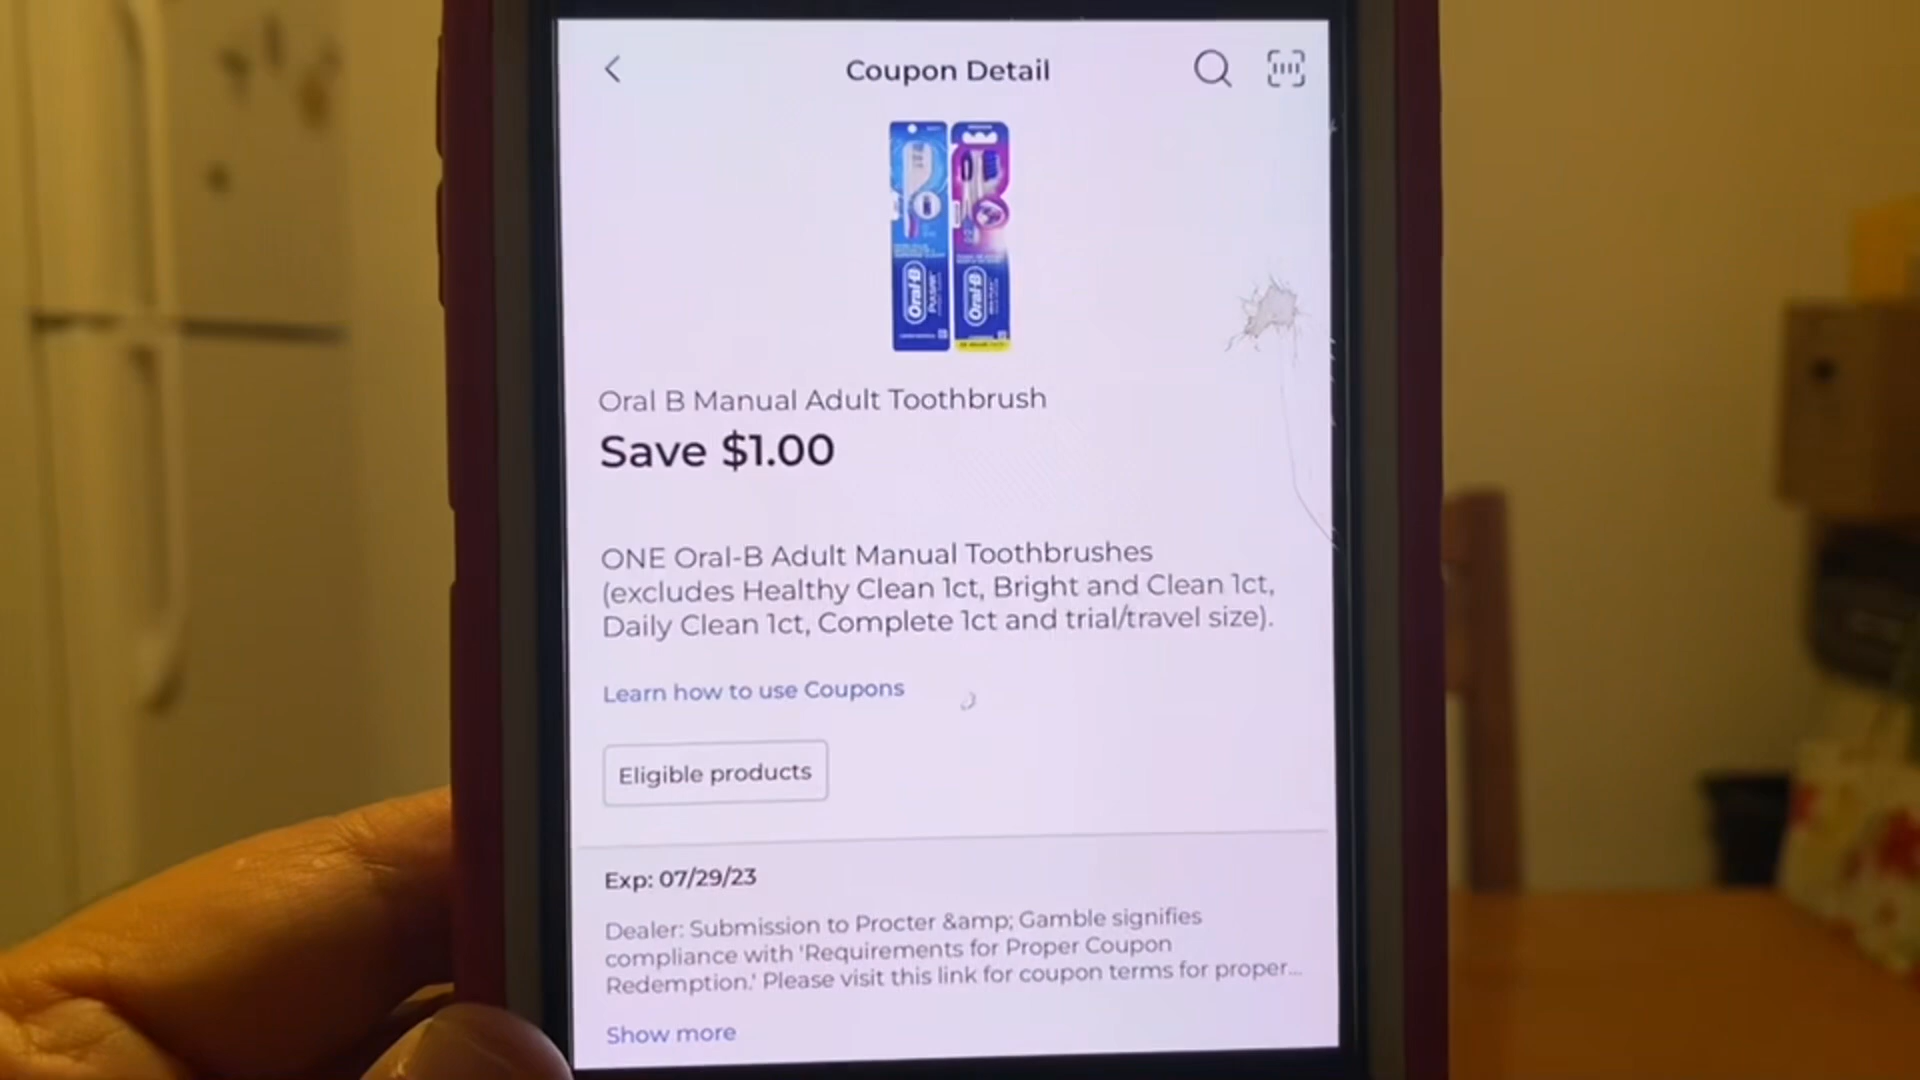 Coupon Detail
Oral-B
Oral-B
Oral B Manual Adult Toothbrush
Save $1.00
ONE Oral-B Adult Manual Toothbrushes
(excludes Healthy Clean 1ct, Bright and Clean 1ct,
Daily Clean 1ct, Complete 1ct and trial/travel size).
Learn how to use Coupons
Eligible products
Exp: 07/29/23
Dealer: Submission to Procter &amp; Gamble signifies
compliance with 'Requirements for Proper Coupon
Redemption.' Please visit this link for coupon terms for proper...
Show more